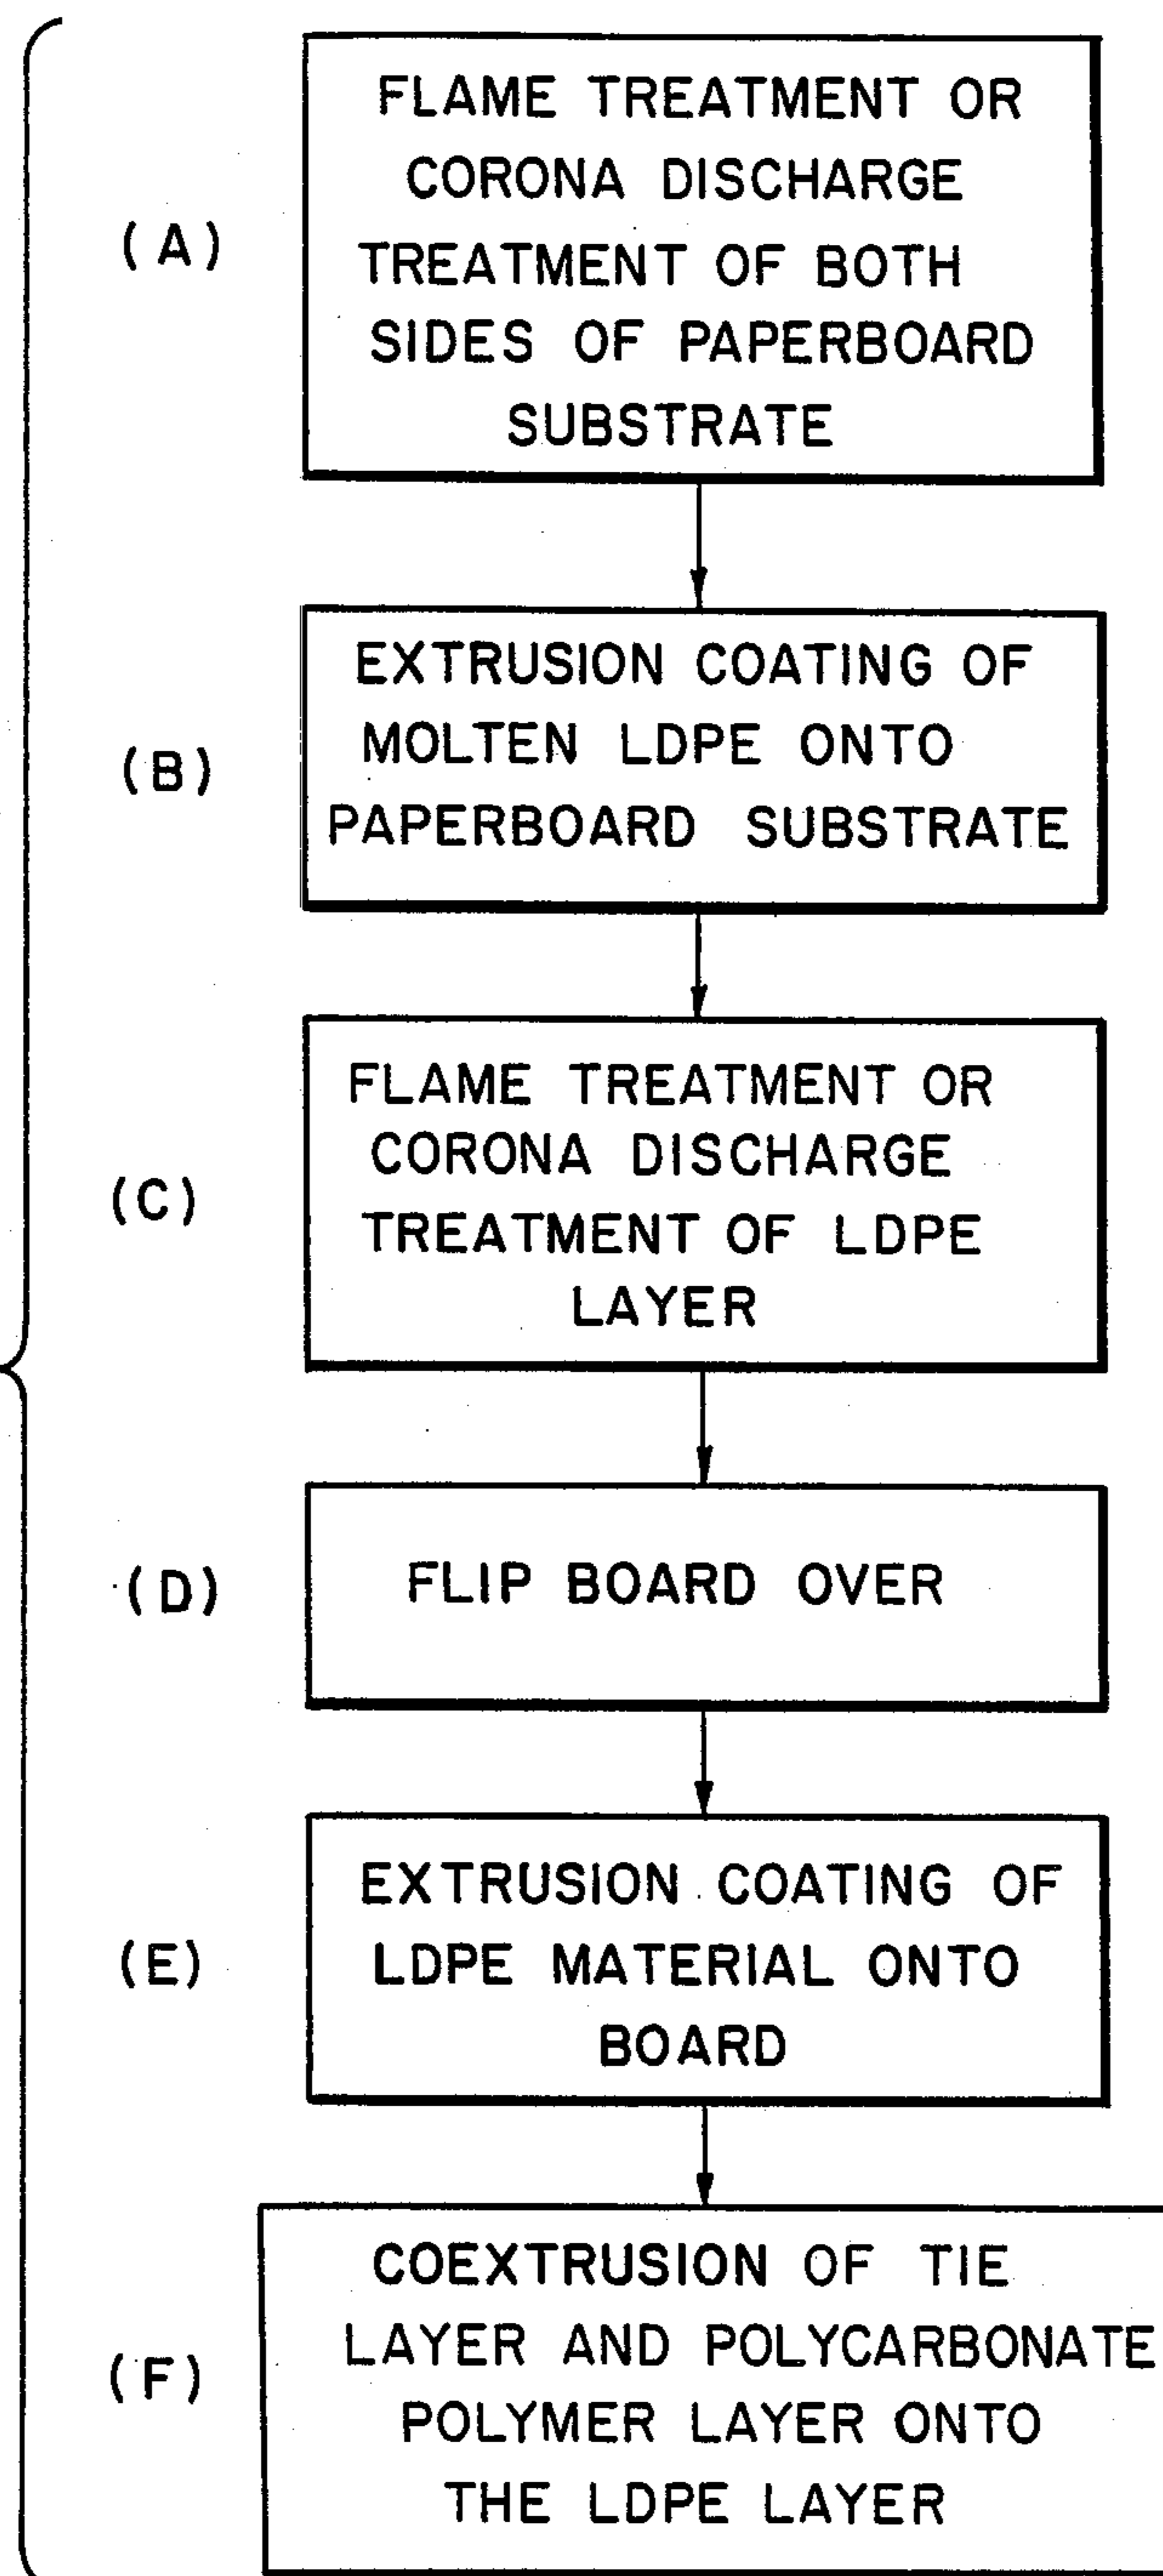 (A)
FLAME TREATMENT OR
CORONA DISCHARGE
TREATMENT OF BOTH
SIDES OF PAPERBOARD
SUBSTRATE
(B)
EXTRUSION COATING OF
MOLTEN LDPE ONTO
PAPERBOARD SUBSTRATE
(C)
FLAME TREATMENT OR
CORONA DISCHARGE
TREATMENT OF LDPE
LAYER
(D)
FLIP BOARD OVER
(E)
EXTRUSION COATING OF
LDPE MATERIAL ONTO
BOARD
(F)
COEXTRUSION OF TIE
LAYER AND POLYCARBONATE
POLYMER LAYER ONTO
THE LDPE LAYER